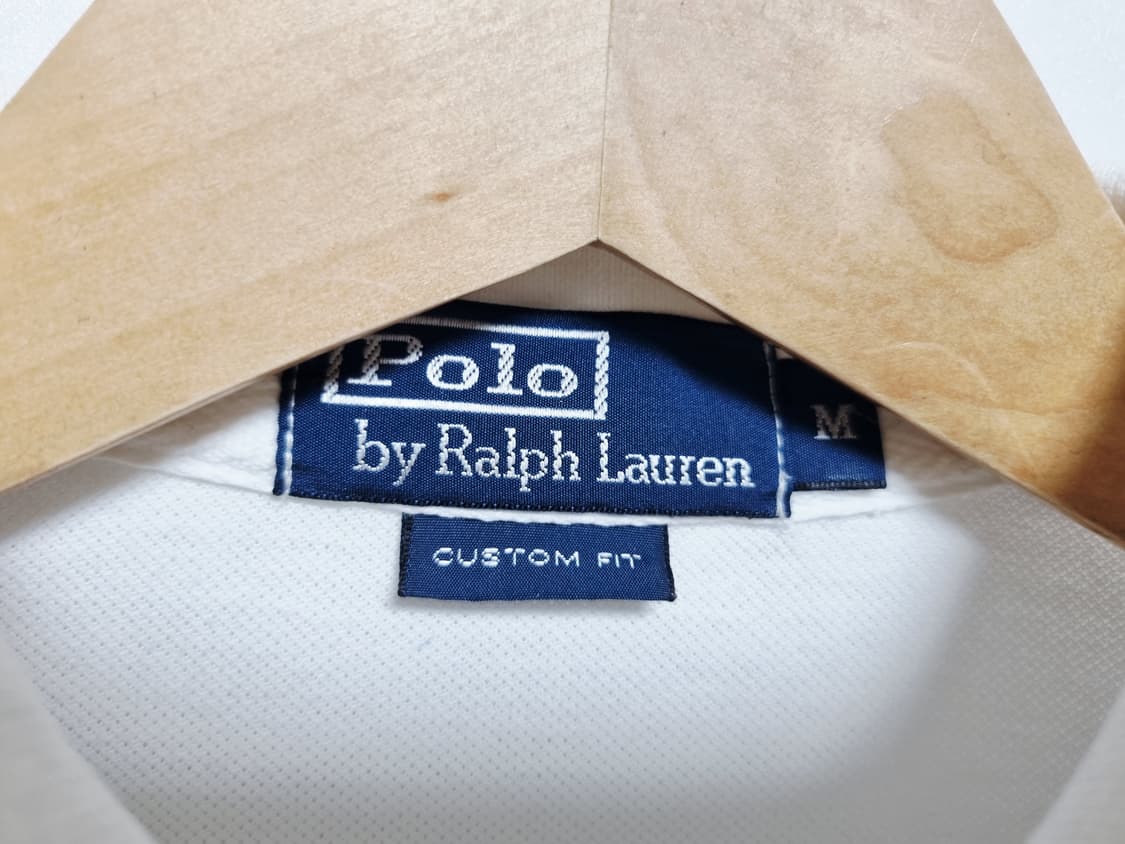 Polo
by Ralph Lauren
M
CUSTOM FIT